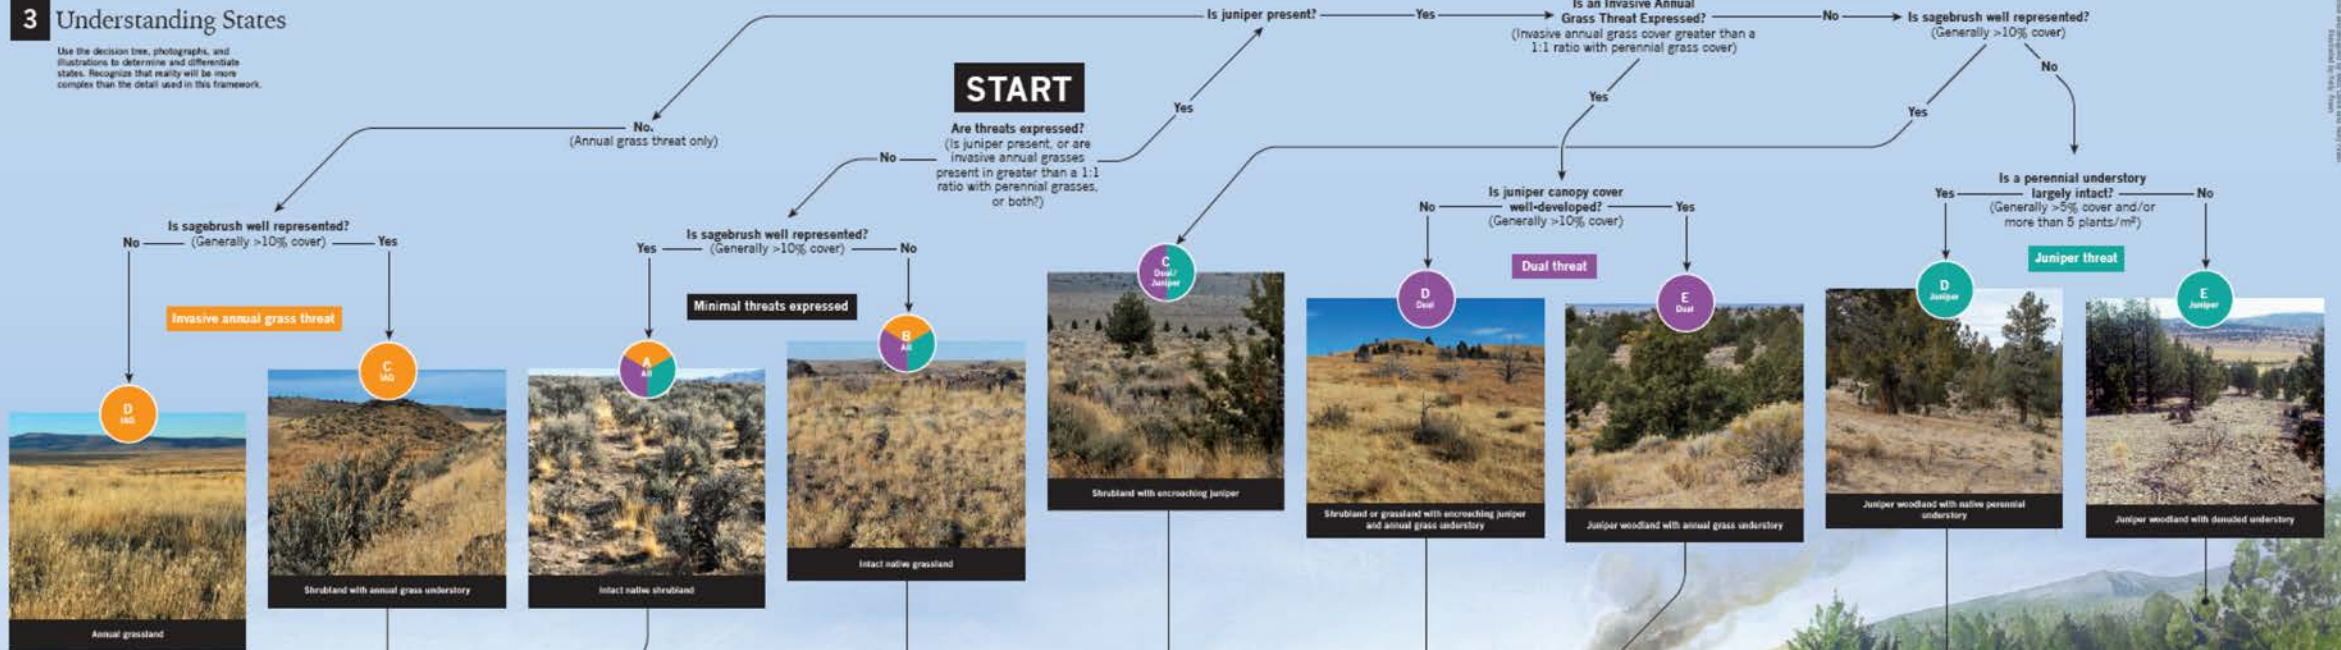 3 Understanding States
Use the decision tree, photographs, and
illustrations to determine and differentiate
states. Recognize that reality will be more
complex than the detail used in this framework.
START
Are threats expressed?
(Is juniper present, or are
invasive annual grasses
present in greater than a 1:1
ratio with perennial grasses,
or both?)
No
Yes
Is juniper present?
Yes
No.
(Annual grass threat only)
Is an Invasive Annual
Grass Threat Expressed?
(Invasive annual grass cover greater than a
1:1 ratio with perennial grass cover)
No
Yes
Is sagebrush well represented?
(Generally >10% cover)
No
Yes
Is sagebrush well represented?
(Generally >10% cover)
No
Yes
Invasive annual grass threat
D
IAG
Annual grassland
C
IAG
Shrubland with annual grass understory
Is sagebrush well represented?
(Generally >10% cover)
Yes
No
Minimal threats expressed
A
All
Intact native shrubland
B
All
Intact native grassland
C
Dual/
Juniper
Shrubland with encroaching juniper
Is juniper canopy cover
well-developed?
(Generally >10% cover)
No
Yes
Dual threat
D
Dual
Shrubland or grassland with encroaching juniper
and annual grass understory
E
Dual
Juniper woodland with annual grass understory
Is a perennial understory
largely intact?
(Generally >5% cover and/or
more than 5 plants/m²)
Yes
No
Juniper threat
D
Juniper
Juniper woodland with native perennial
understory
E
Juniper
Juniper woodland with denuded understory